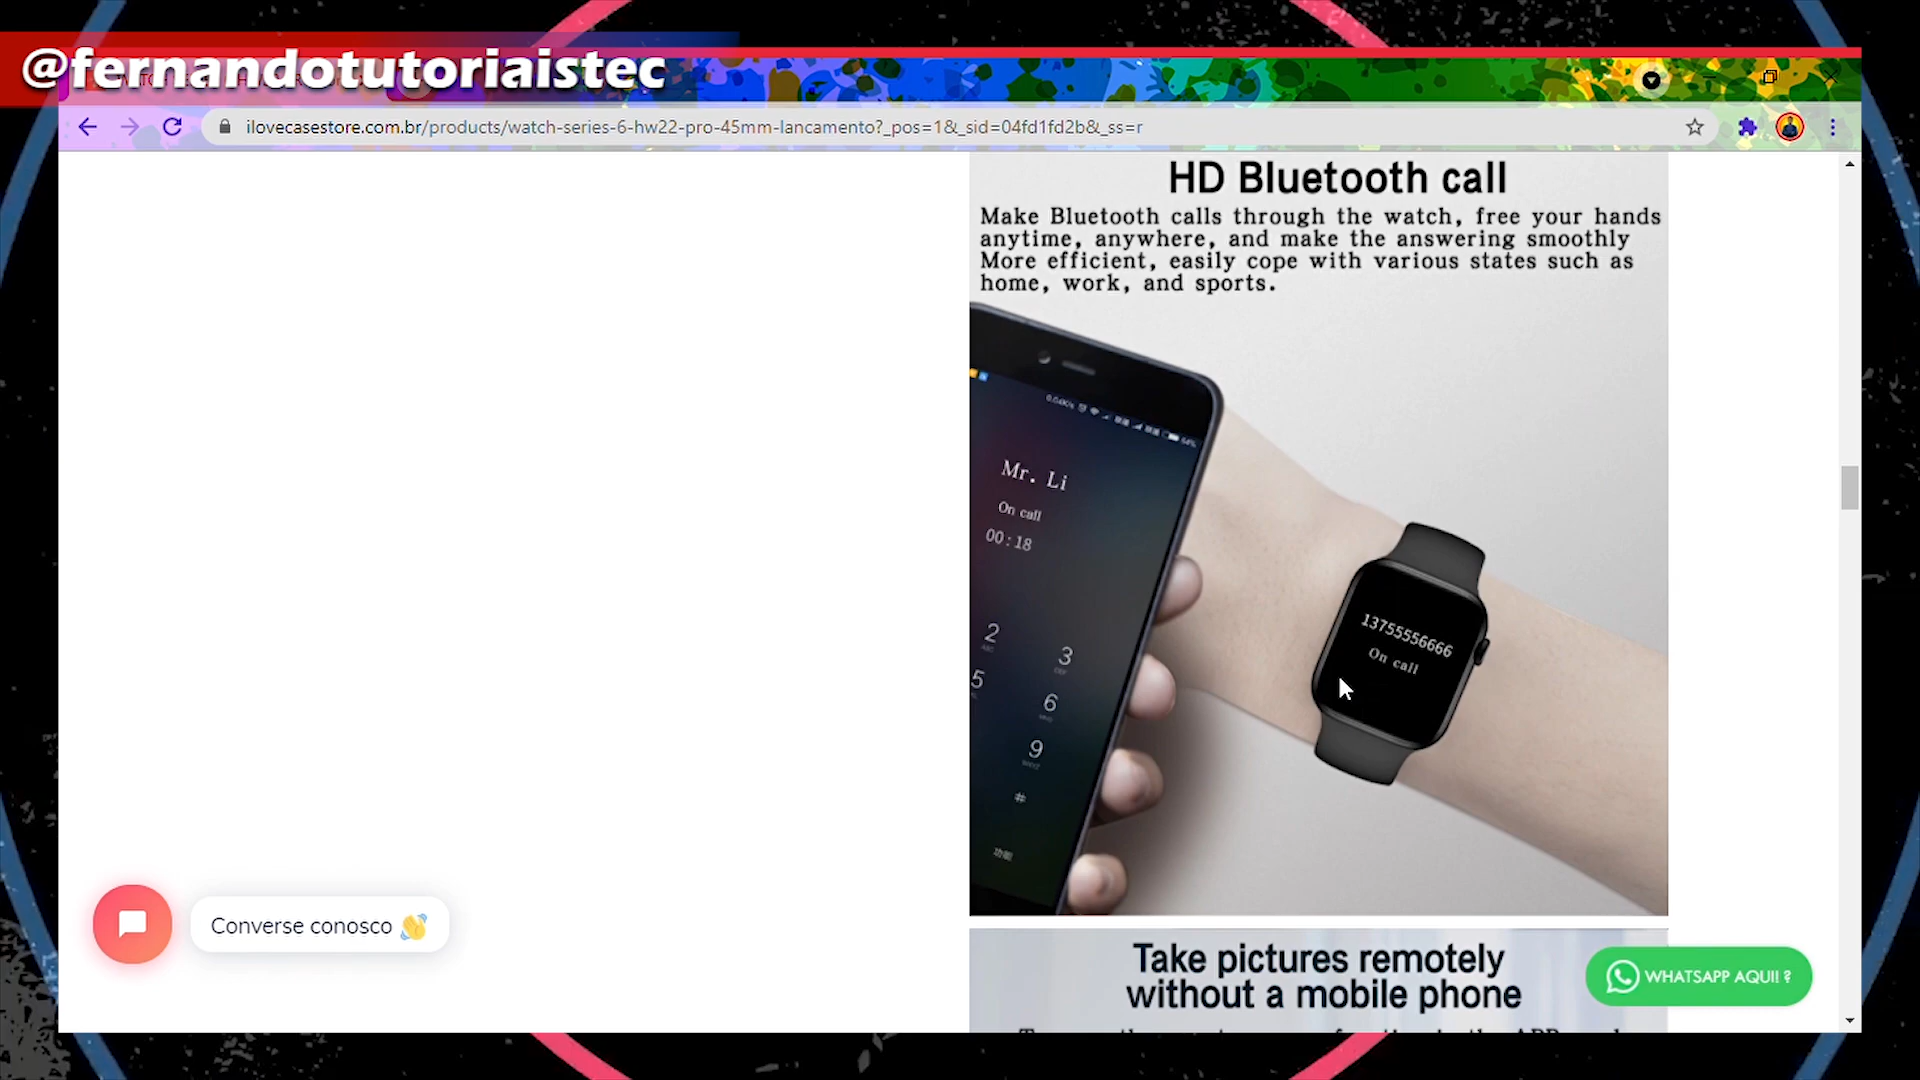 @fernandotutoriaistec
ilovecasestore.com.br/products/watch-series-6-hw22-pro-45mm-lancamento?_pos=1&_sid=04fd1fd2b&_ss=r
HD Bluetooth call
Make Bluetooth calls through the watch, free your hands
anytime, anywhere, and make the answering smoothly
More efficient, easily cope with various states such as
home, work, and sports.
Mr. Li
On call
00:18
2
3
5
6
9
#
功能
13755556666
On call
Converse conosco
Take pictures remotely
without a mobile phone
WHATSAPP AQUI! ?